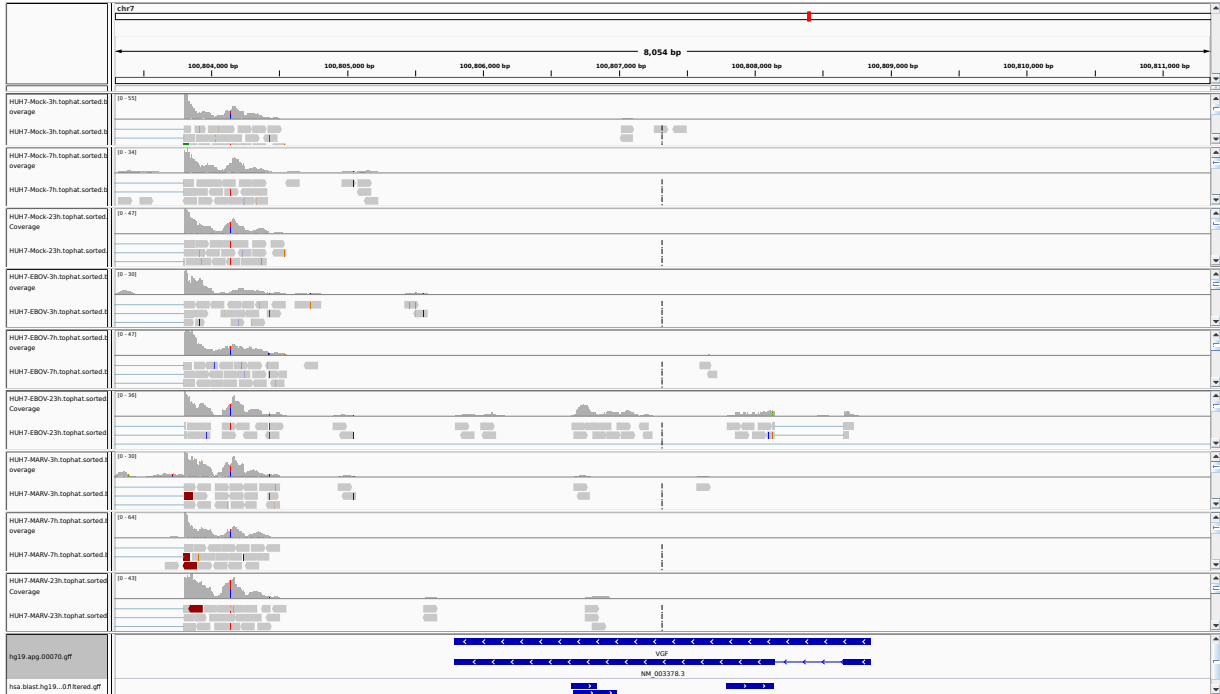 chr7
8,054 bp
100,804,000 bp 100,805,000 bp 100,806,000 bp 100,807,000 bp 100,808,000 bp 100,809,000 bp 100,810,000 bp 100,811,000 bp
HUH7-Mock-3h.tophat.sorted.b
overage
[0 - 55]
HUH7-Mock-3h.tophat.sorted.b
HUH7-Mock-7h.tophat.sorted.b
overage
[0 - 34]
HUH7-Mock-7h.tophat.sorted.b
HUH7-Mock-23h.tophat.sorted.
Coverage
[0 - 47]
HUH7-Mock-23h.tophat.sorted.
HUH7-EBOV-3h.tophat.sorted.b
overage
[0 - 30]
HUH7-EBOV-3h.tophat.sorted.b
HUH7-EBOV-7h.tophat.sorted.b
overage
[0 - 47]
HUH7-EBOV-7h.tophat.sorted.b
HUH7-EBOV-23h.tophat.sorted.
Coverage
[0 - 36]
HUH7-EBOV-23h.tophat.sorted.
HUH7-MARV-3h.tophat.sorted.b
overage
[0 - 30]
HUH7-MARV-3h.tophat.sorted.b
HUH7-MARV-7h.tophat.sorted.b
overage
[0 - 64]
HUH7-MARV-7h.tophat.sorted.b
HUH7-MARV-23h.tophat.sorted
Coverage
[0 - 43]
HUH7-MARV-23h.tophat.sorted
hg19.apg.00070.gff
VGF
NM_003378.3
hsa.blast.hg19...0.filtered.gff